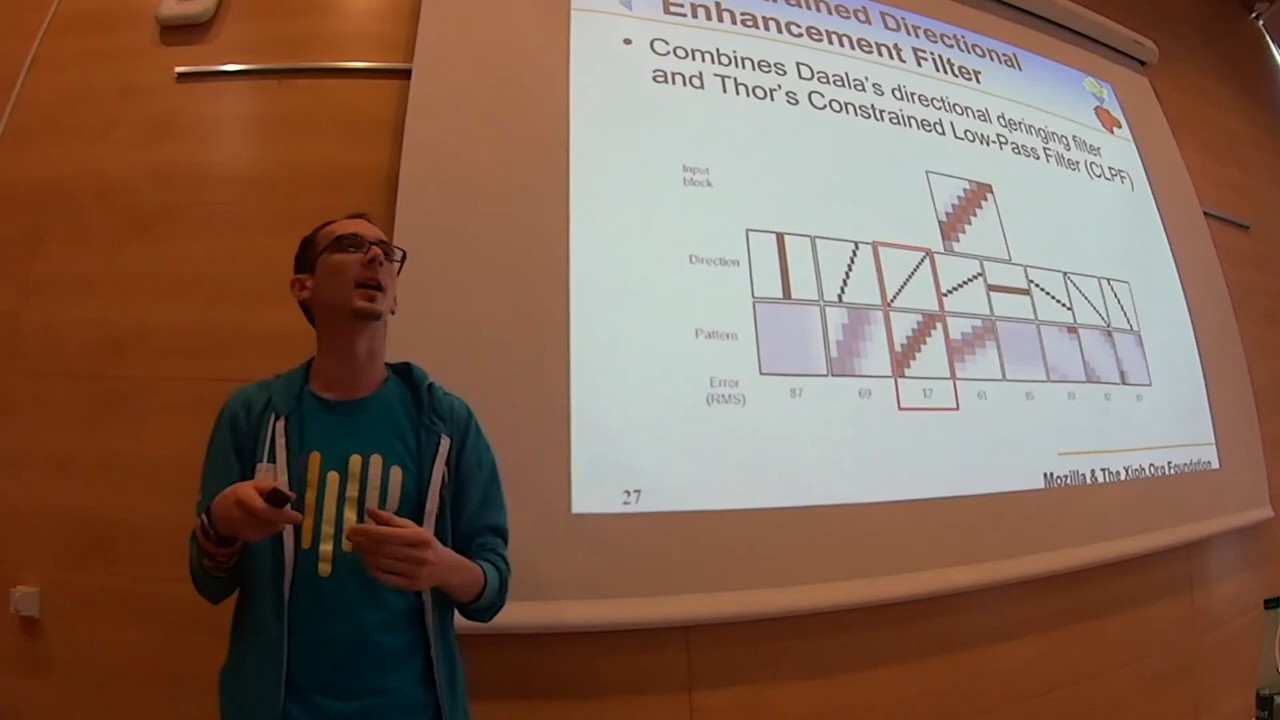 Directional
Enhancement Filter
• Combines Daala's directional deringing filter
and Thor's Constrained Low-Pass Filter (CLPF)
Input
block
Direction
Pattern
Error
(RMS)
87 69 12 61
27
Mozilla & The Xiph.Org Foundation